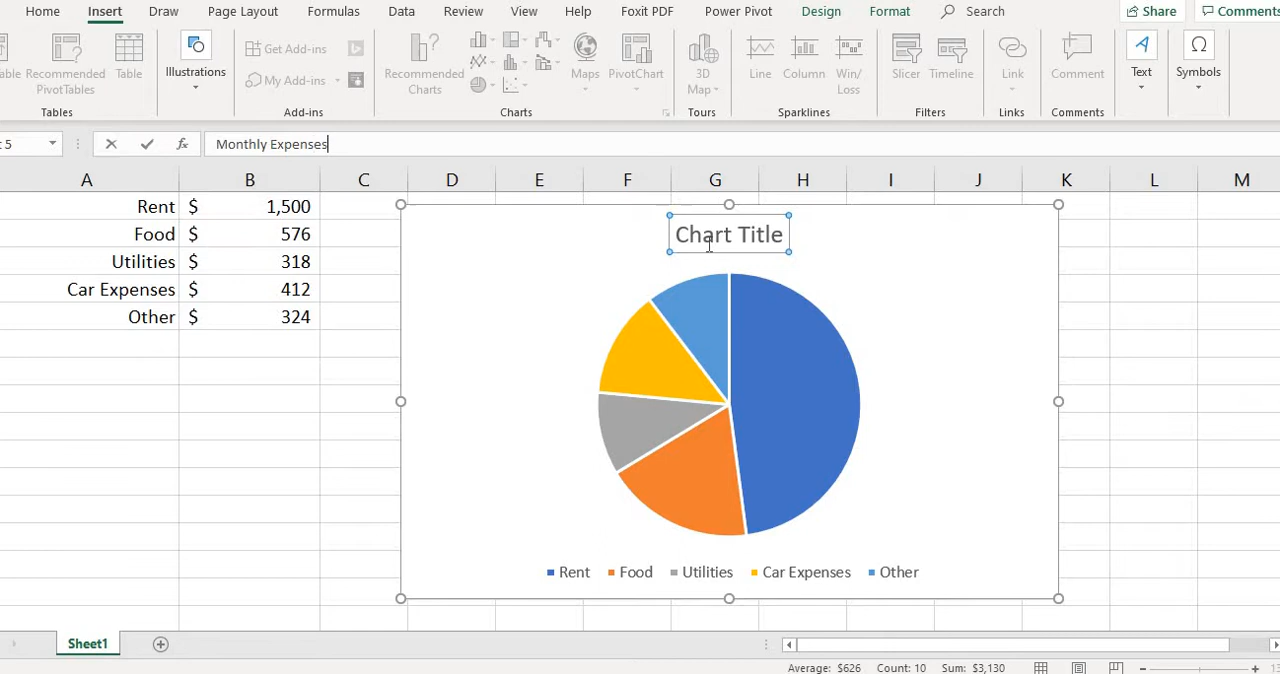 Home Insert Draw Page Layout Formulas Data Review View Help Foxit PDF Power Pivot Design Format Search Share Comments
Recommended PivotTables
Table
Illustrations
Get Add-ins
My Add-ins
Recommended Charts
Maps
PivotChart
3D Map
Line
Column
Win/Loss
Slicer
Timeline
Link
Comment
Text
Symbols
Tables Add-ins Charts Tours Sparklines Filters Links Comments
5 fx Monthly Expenses
A B C D E F G H I J K L M
Rent $ 1,500
Food $ 576
Utilities $ 318
Car Expenses $ 412
Other $ 324
Chart Title
Rent Food Utilities Car Expenses Other
Sheet1
Average: $626 Count: 10 Sum: $3,130